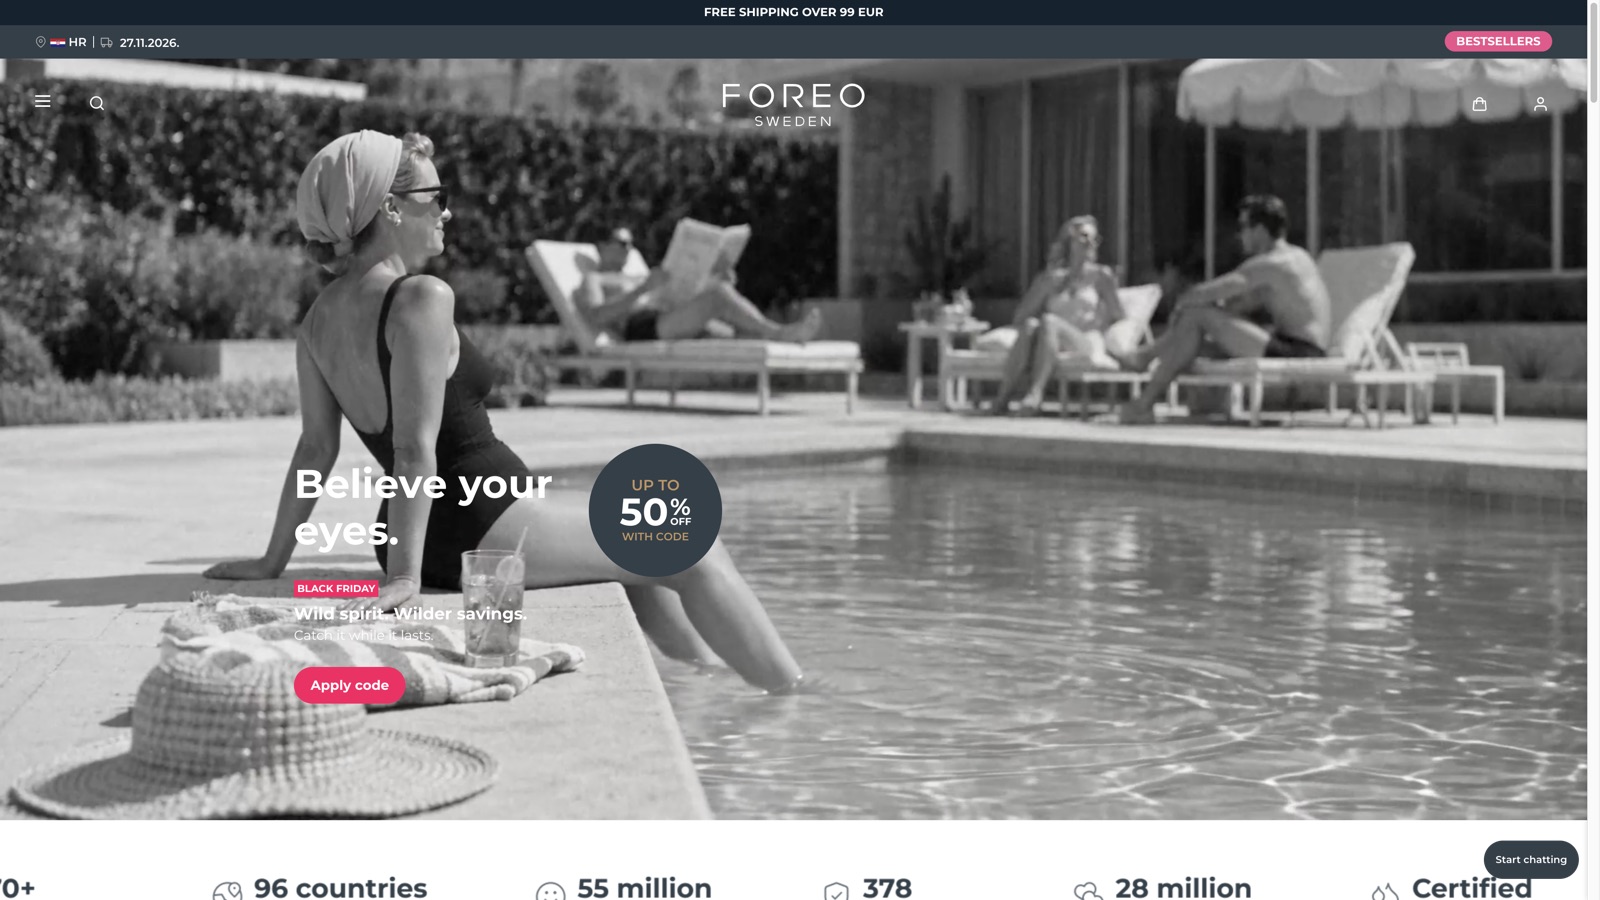 FREE SHIPPING OVER 99 EUR
HR
27.11.2026.
BESTSELLERS
FOREO
SWEDEN
Believe your
eyes.
UP TO
50%
OFF
WITH CODE
BLACK FRIDAY
Wild spirit. Wilder savings.
Catch it while it lasts.
Apply code
Start chatting
0+
96 countries
55 million
378
28 million
Certified